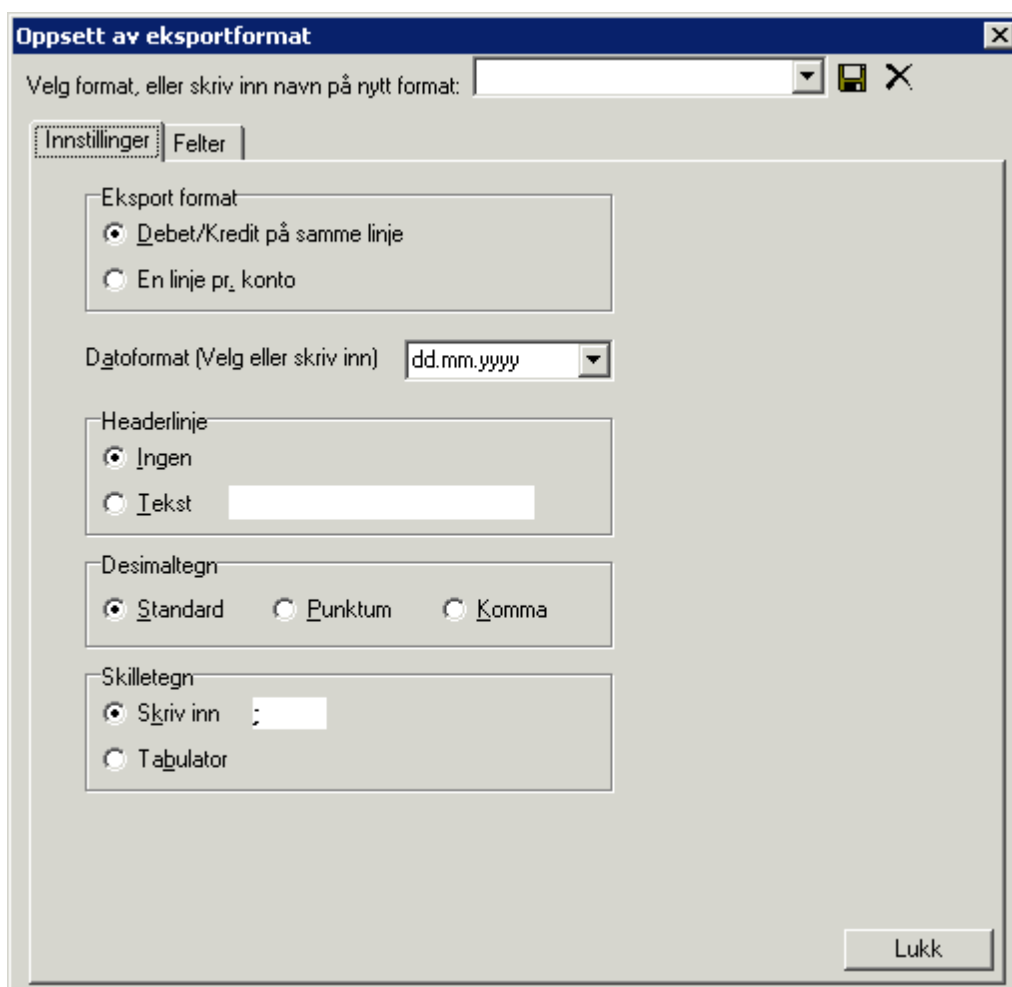 Oppsett av eksportformat
Velg format, eller skriv inn navn på nytt format:
Innstillinger Felter
Eksport format
Debet/Kredit på samme linje
En linje pr. konto
Datoformat (Velg eller skriv inn) dd.mm.yyyy
Headerlinje
Ingen
Tekst
Desimaltegn
Standard Punktum Komma
Skilletegn
Skriv inn ;
Tabulator
Lukk